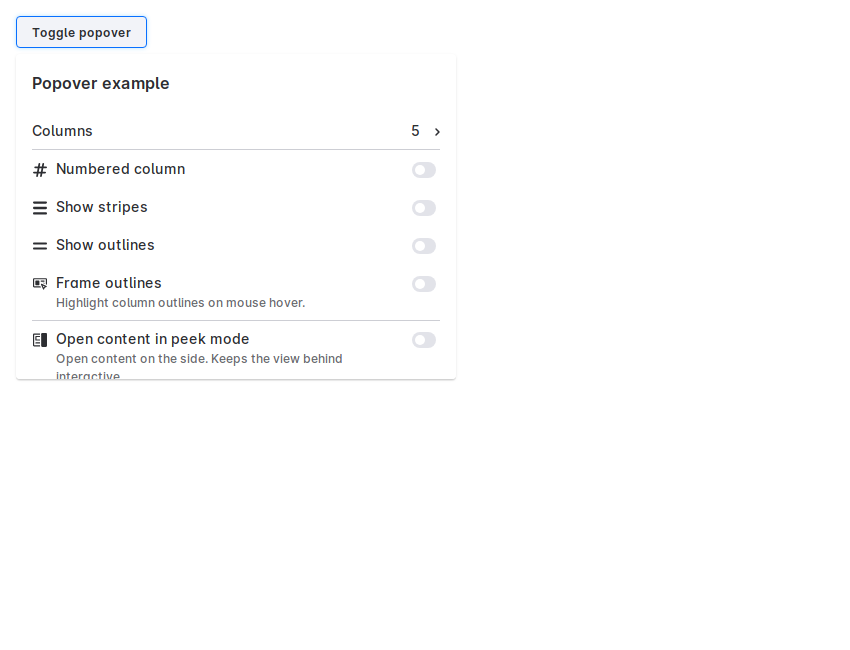 Toggle popover
Popover example
Columns 5
Numbered column
Show stripes
Show outlines
Frame outlines
Highlight column outlines on mouse hover.
Open content in peek mode
Open content on the side. Keeps the view behind
interactive.